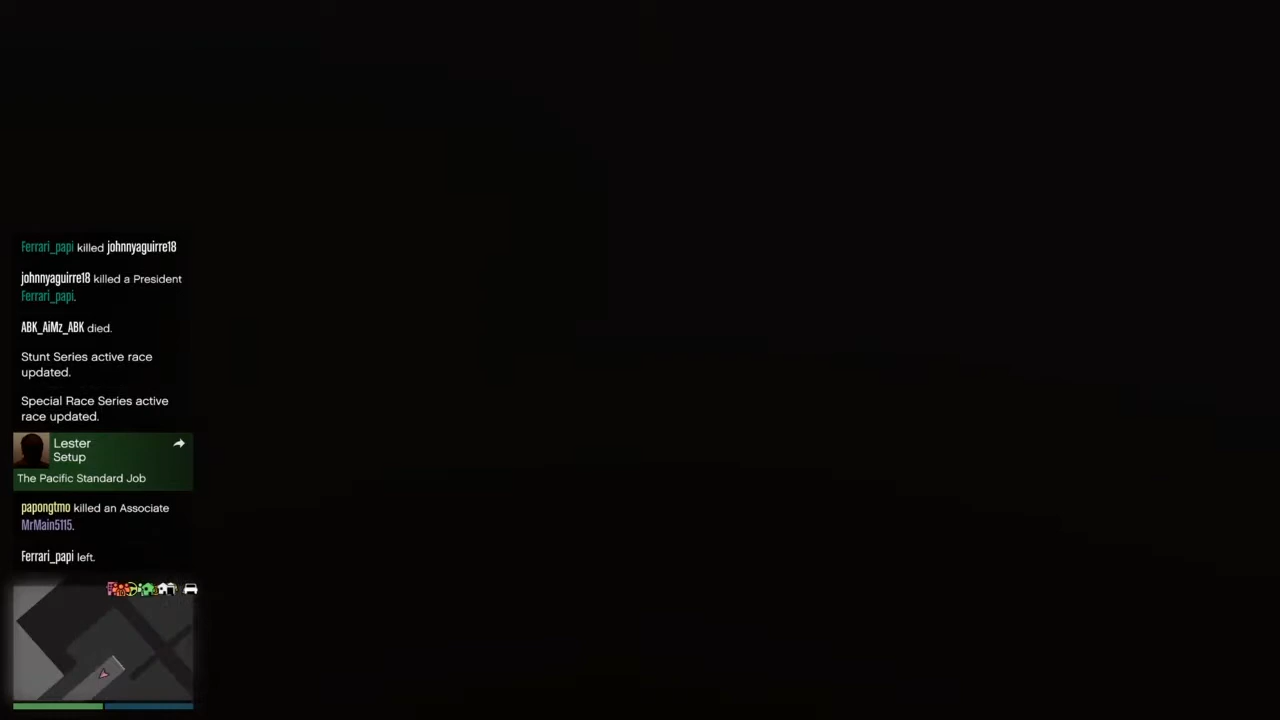 Ferrari_papi killed johnnyaguirre18
johnnyaguirre18 killed a President
Ferrari_papi.
ABK_AiMz_ABK died.
Stunt Series active race
updated.
Special Race Series active
race updated.
Lester
Setup
The Pacific Standard Job
papongtmo killed an Associate
MrMain5115.
Ferrari_papi left.